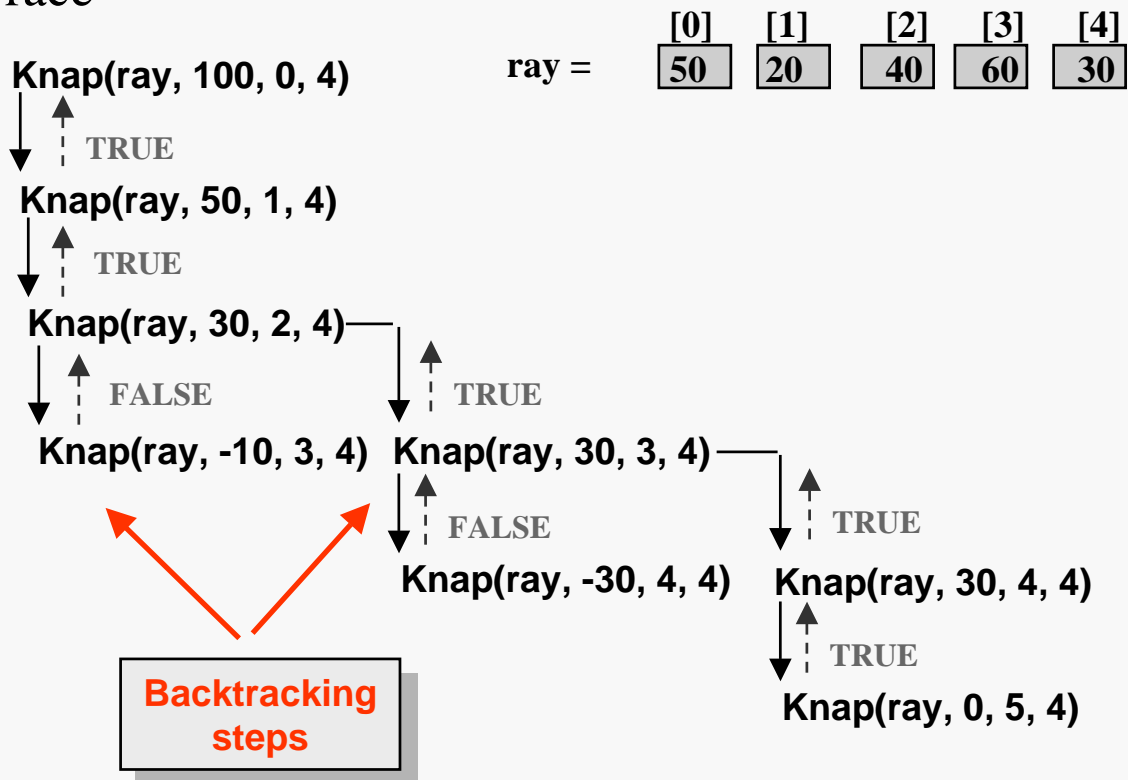 [0] [1] [2] [3] [4]
ray = 50 20 40 60 30
Knap(ray, 100, 0, 4)
TRUE
Knap(ray, 50, 1, 4)
TRUE
Knap(ray, 30, 2, 4)
FALSE TRUE
Knap(ray, -10, 3, 4) Knap(ray, 30, 3, 4)
FALSE TRUE
Knap(ray, -30, 4, 4) Knap(ray, 30, 4, 4)
TRUE
Knap(ray, 0, 5, 4)
Backtracking
steps